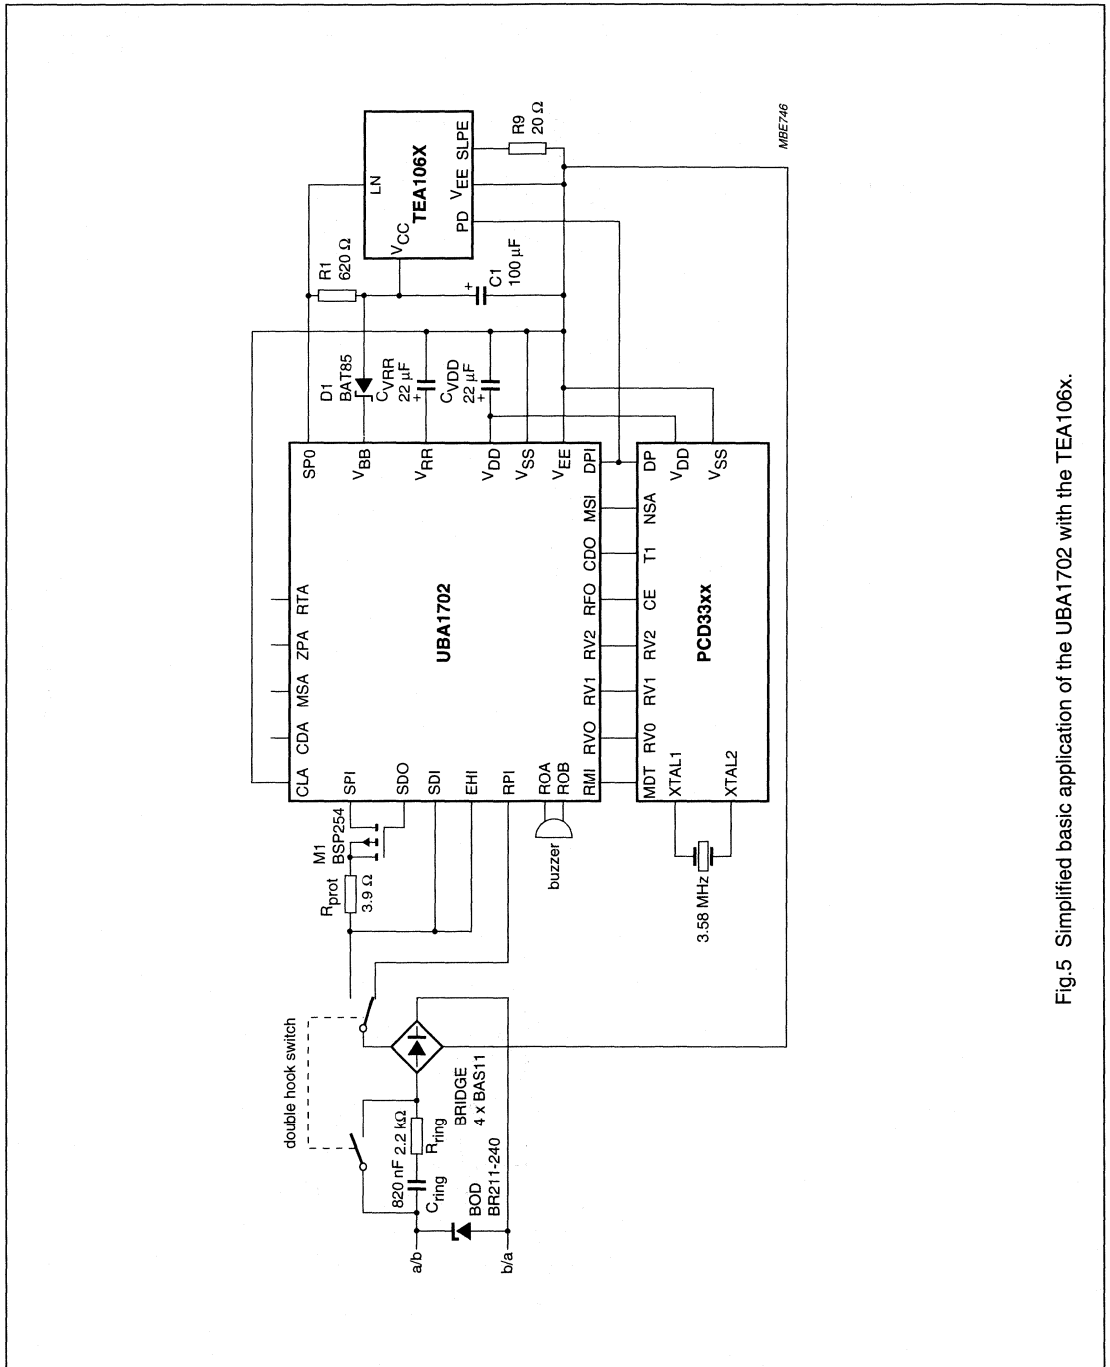 double hook switch
a/b
b/a
BOD
BR211-240
820 nF
Cring
2.2 kΩ
Rring
BRIDGE
4 x BAS11
Rprot
3.9 Ω
M1
BSP254
buzzer
3.58 MHz
CLA
CDA
MSA
ZPA
RTA
SPI
SDO
SDI
EHI
RPI
ROA
ROB
UBA1702
SP0
VBB
VRR
VDD
VSS
VEE
RMI
RVO
RV1
RV2
RFO
CDO
MSI
DPI
MDT
RV0
RV1
RV2
CE
T1
NSA
DP
XTAL1
XTAL2
PCD33xx
VDD
VSS
D1
BAT85
CVRR
22 μF
+
CVDD
22 μF
+
R1
620 Ω
+
C1
100 μF
LN
VCC
TEA106X
PD
VEE
SLPE
R9
20 Ω
MBE746
Fig.5 Simplified basic application of the UBA1702 with the TEA106x.